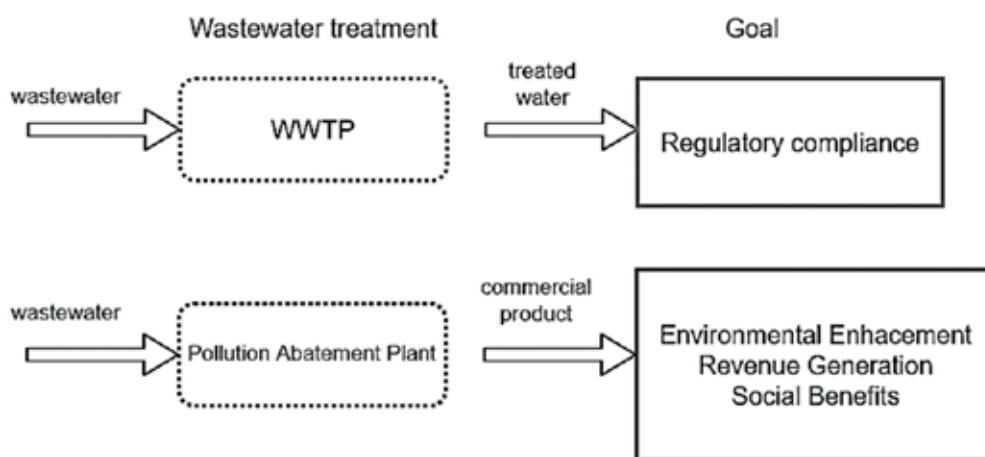 Wastewater treatment
Goal
wastewater
WWTP
treated
water
Regulatory compliance
wastewater
Pollution Abatement Plant
commercial
product
Environmental Enhacement
Revenue Generation
Social Benefits